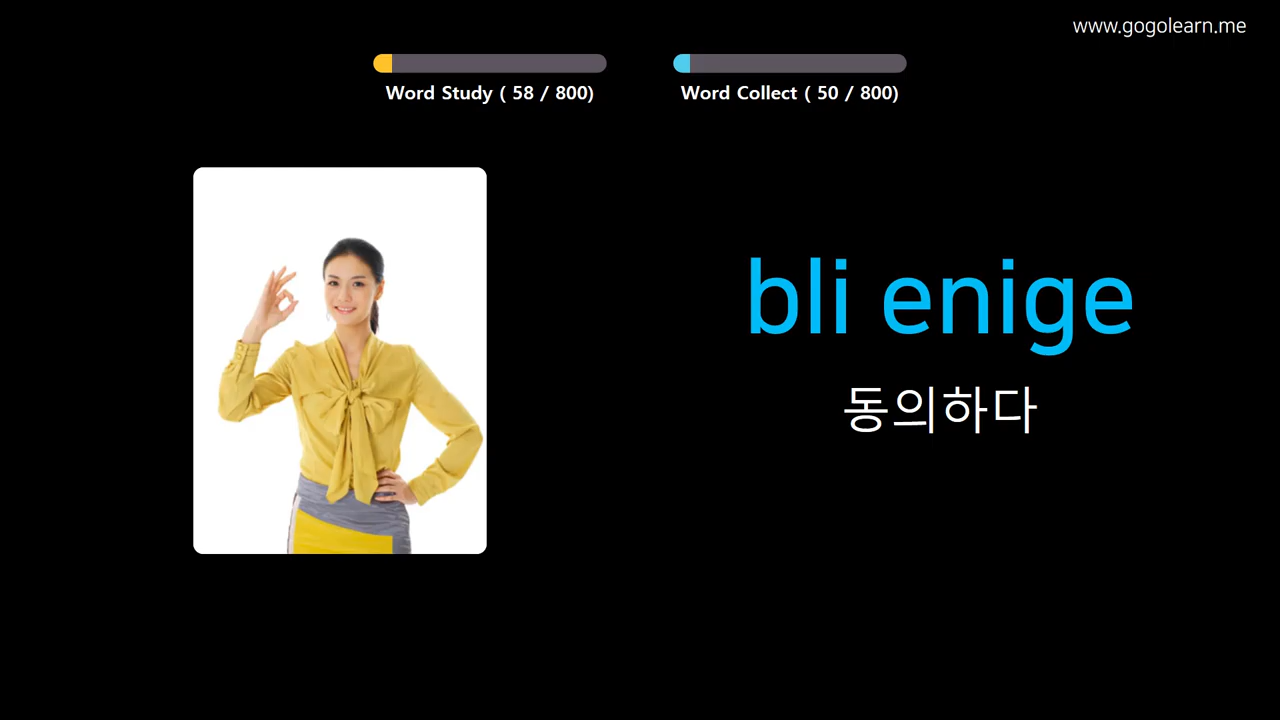 www.gogolearn.me
Word Study ( 58 / 800)
Word Collect ( 50 / 800)
bli enige
동의하다